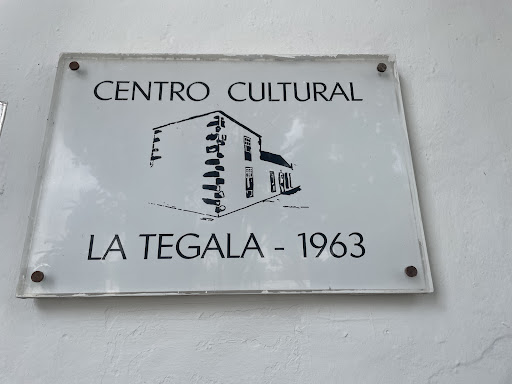 CENTRO CULTURAL
LA TEGALA - 1963